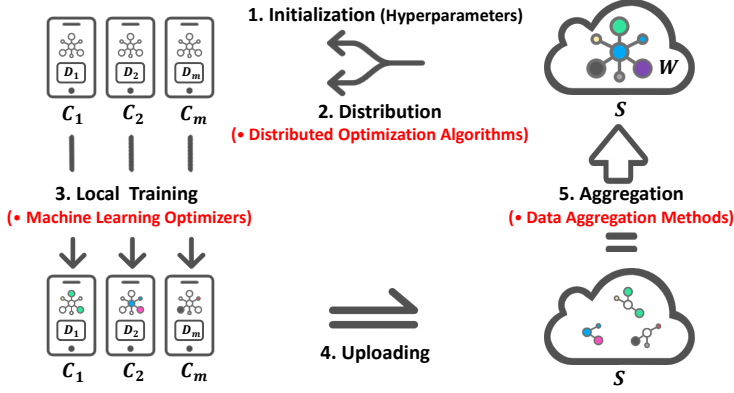 1. Initialization (Hyperparameters)
D1 D2 Dm
W
C1 C2 Cm
S
2. Distribution
(• Distributed Optimization Algorithms)
3. Local Training
(• Machine Learning Optimizers)
5. Aggregation
(• Data Aggregation Methods)
D1 D2 Dm
4. Uploading
C1 C2 Cm
S